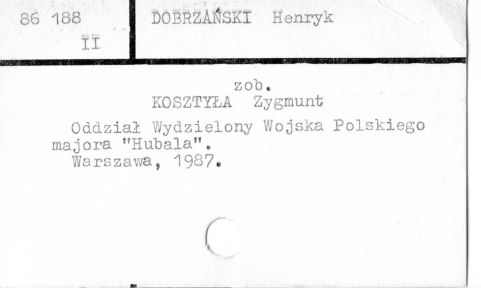 86 188 DOBRZAŃSKI Henryk
II
zob.
KOSZTYŁA Zygmunt
Oddział Wydzielony Wojska Polskiego
majora "Hubala".
Warszawa, 1987.